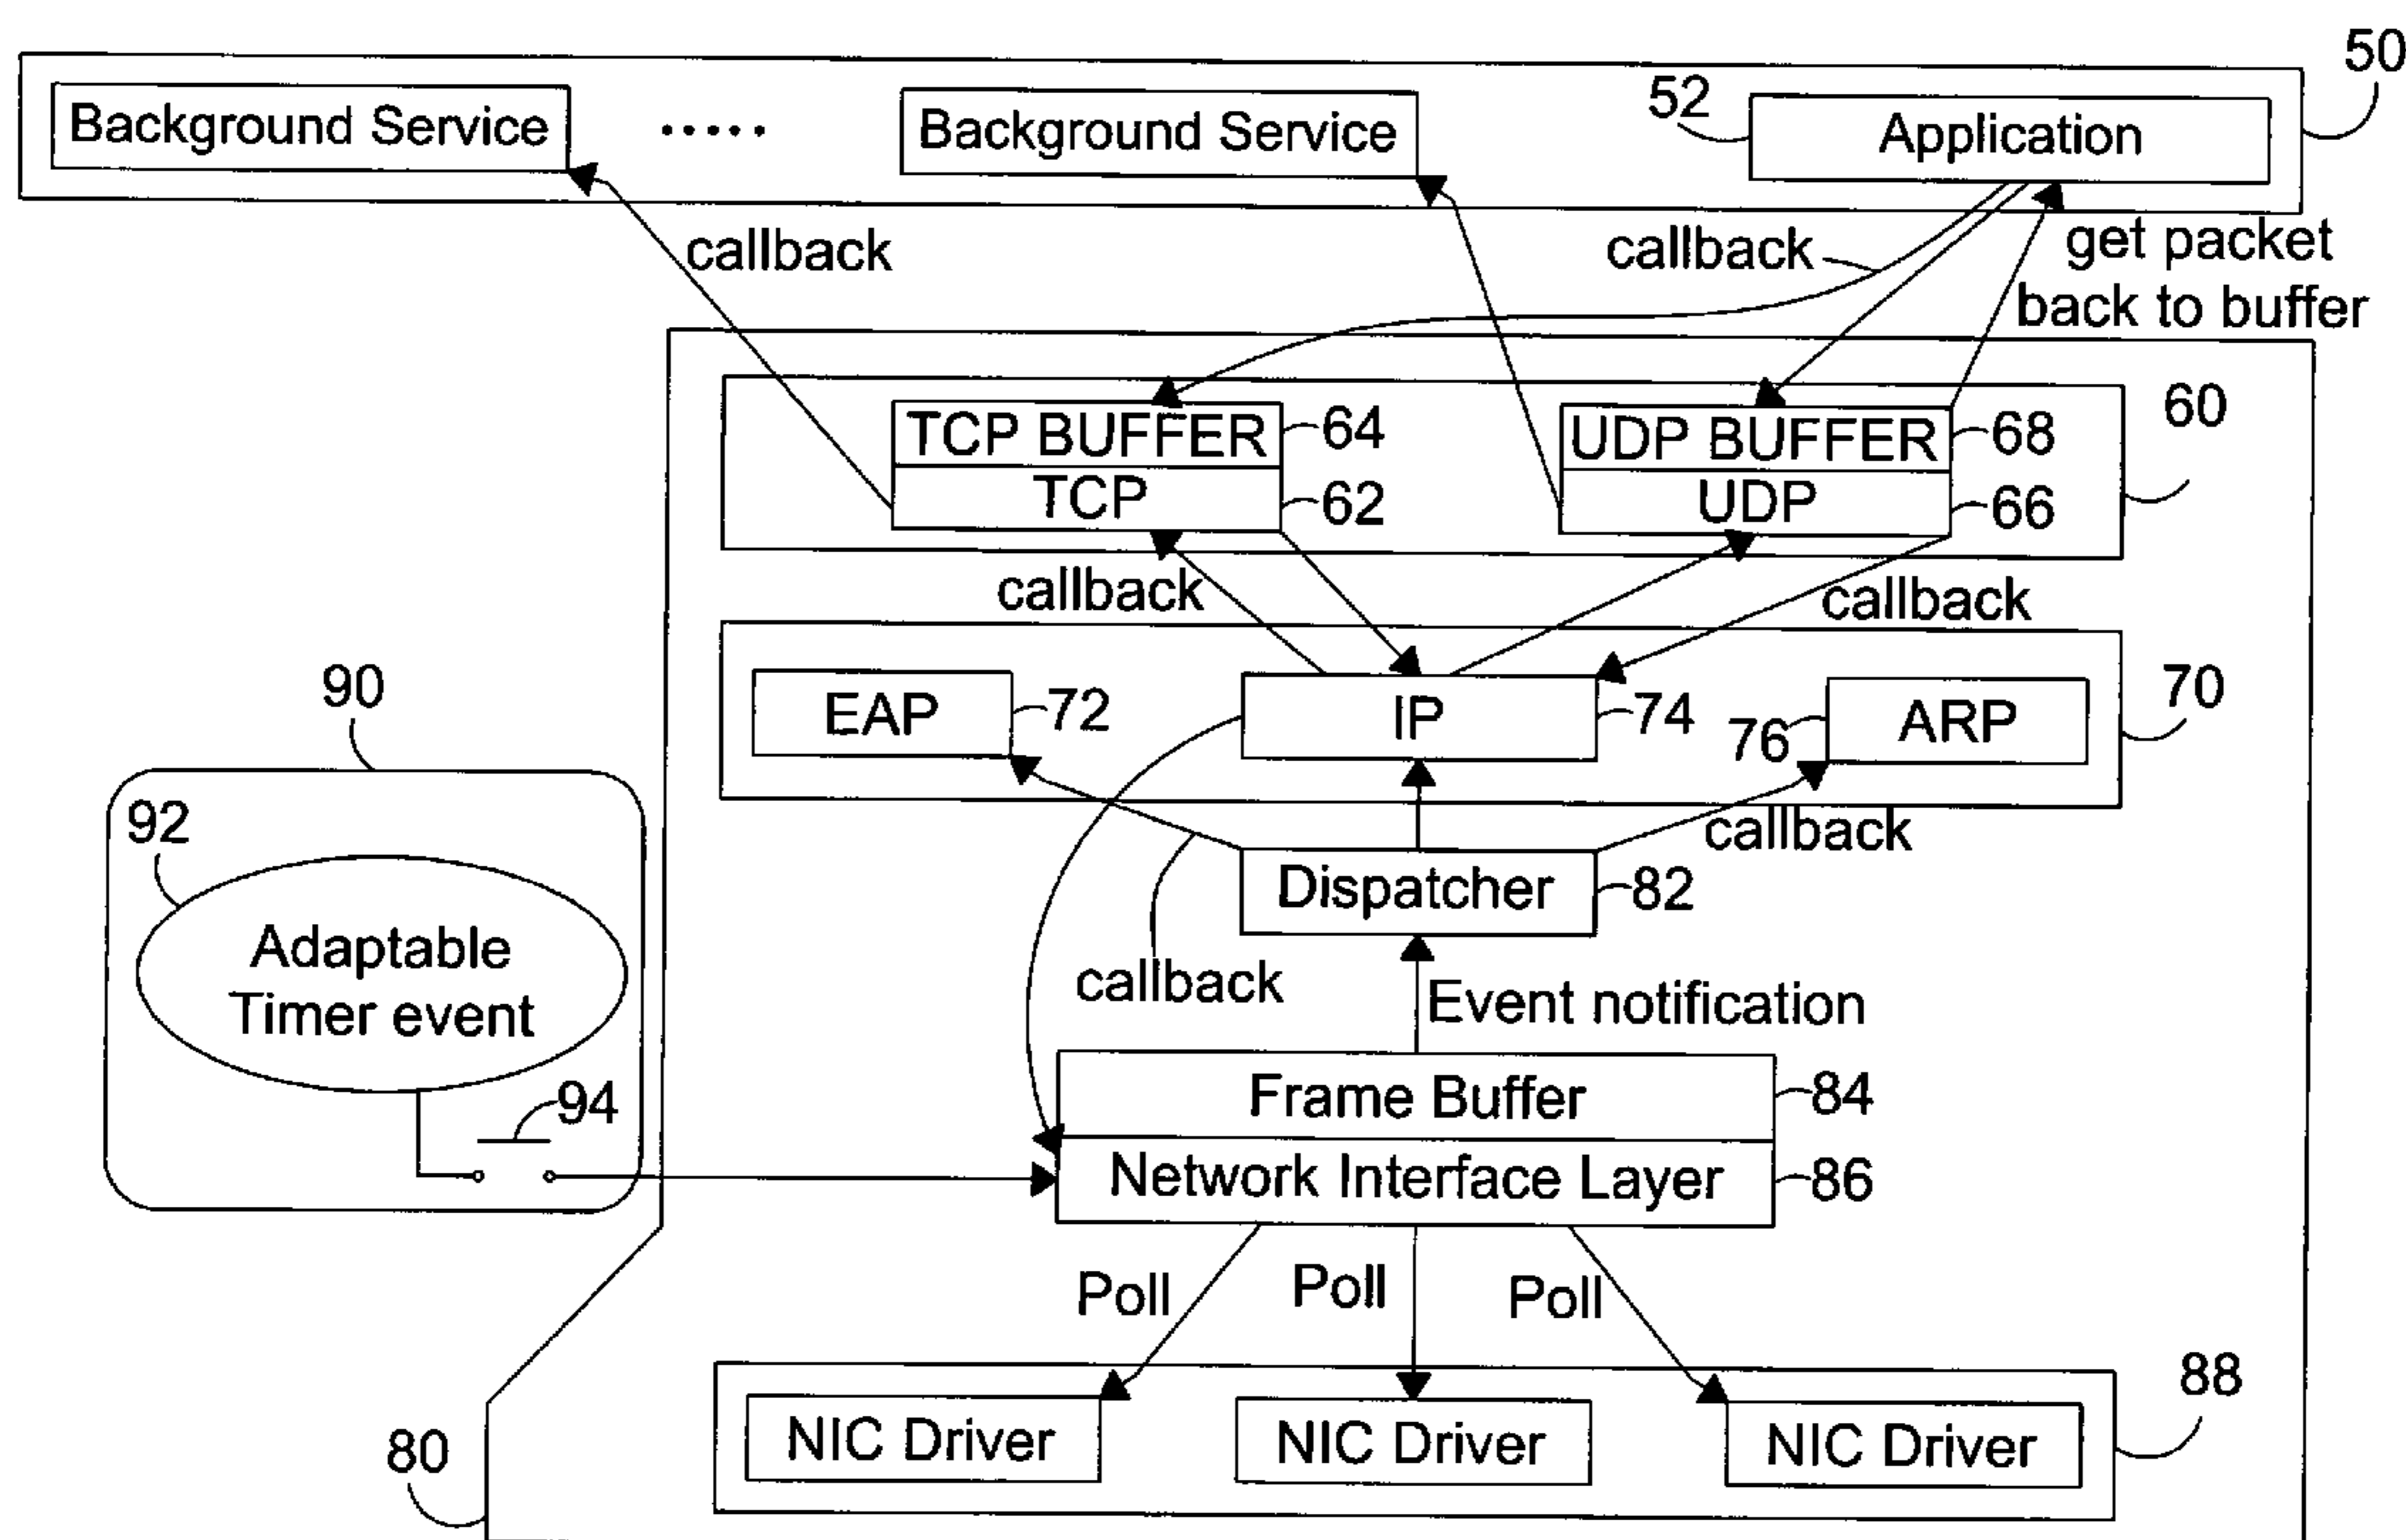 50
Background Service
.....
Background Service
52
Application
callback
callback
get packet
back to buffer
TCP BUFFER
64
UDP BUFFER
68
60
TCP
62
UDP
66
callback
callback
EAP
72
IP
74
76
ARP
70
90
92
Adaptable
Timer event
94
callback
Dispatcher
82
callback
Event notification
Frame Buffer
84
Network Interface Layer
86
Poll
Poll
Poll
NIC Driver
NIC Driver
NIC Driver
88
80